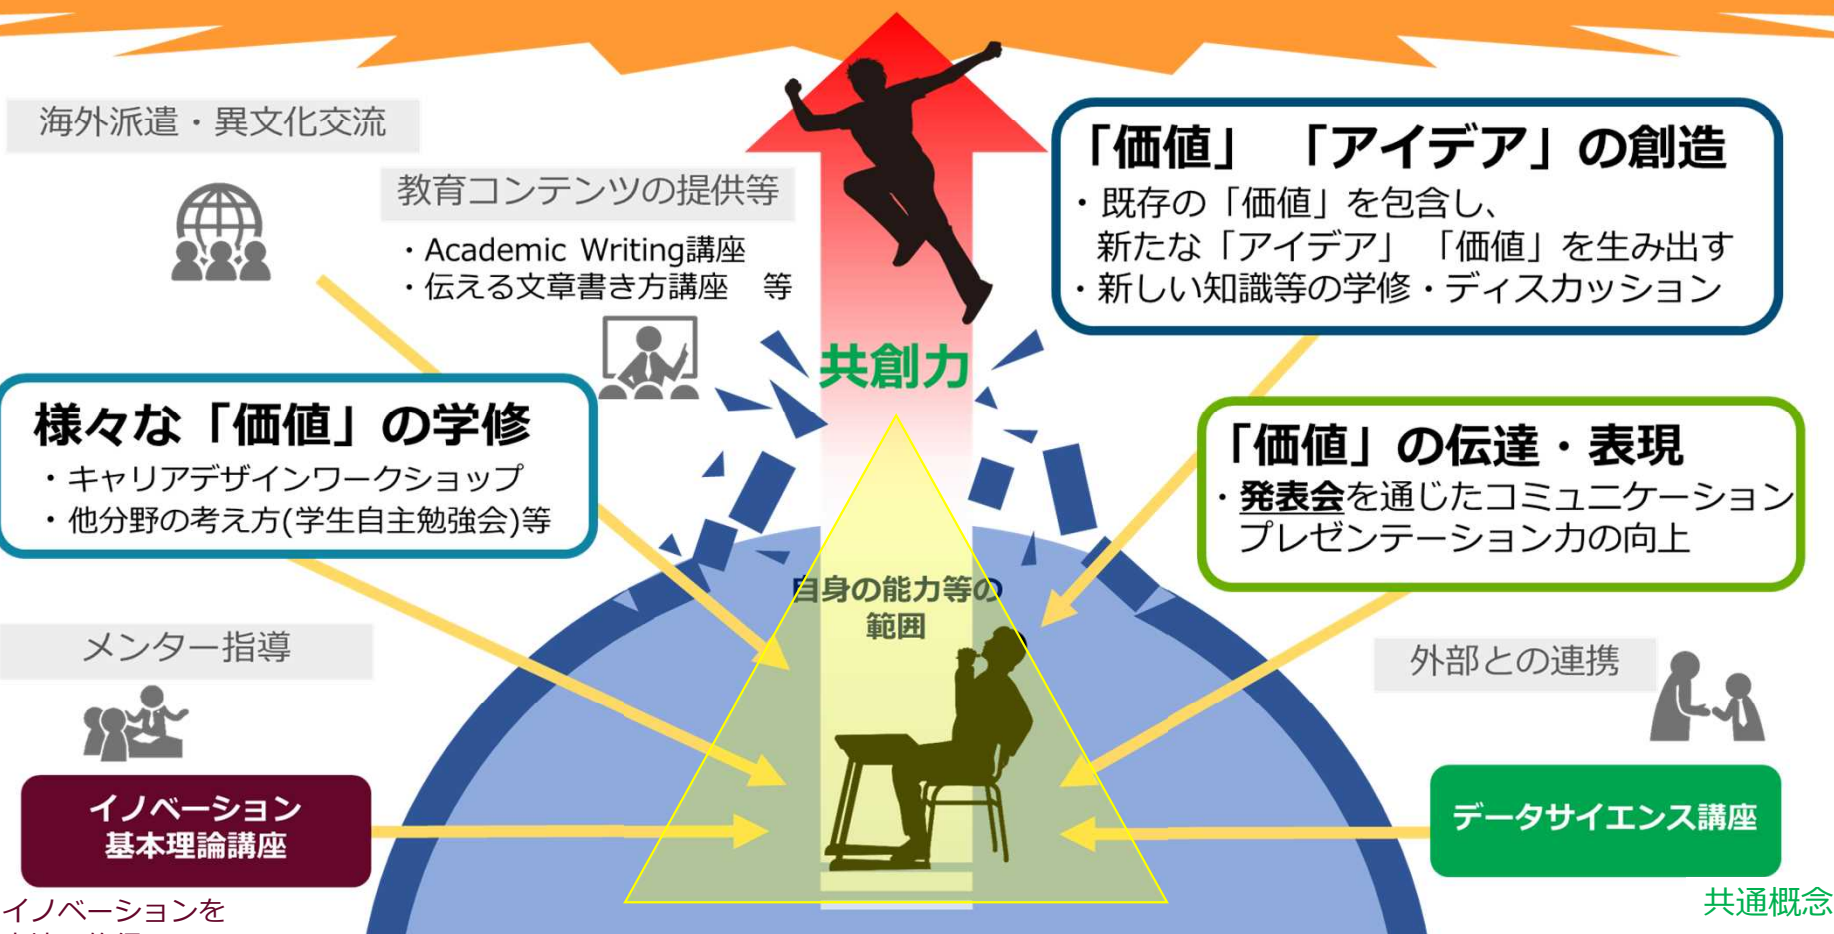 海外派遣・異文化交流
教育コンテンツの提供等
・Academic Writing講座
・伝える文章書き方講座　等
「価値」「アイデア」の創造
・既存の「価値」を包含し、
新たな「アイデア」「価値」を生み出す
・新しい知識等の学修・ディスカッション
共創力
様々な「価値」の学修
・キャリアデザインワークショップ
・他分野の考え方(学生自主勉強会)等
「価値」の伝達・表現
・発表会を通じたコミュニケーション
プレゼンテーション力の向上
自身の能力等の
範囲
メンター指導
外部との連携
イノベーション
基本理論講座
データサイエンス講座
イノベーションを
共通概念